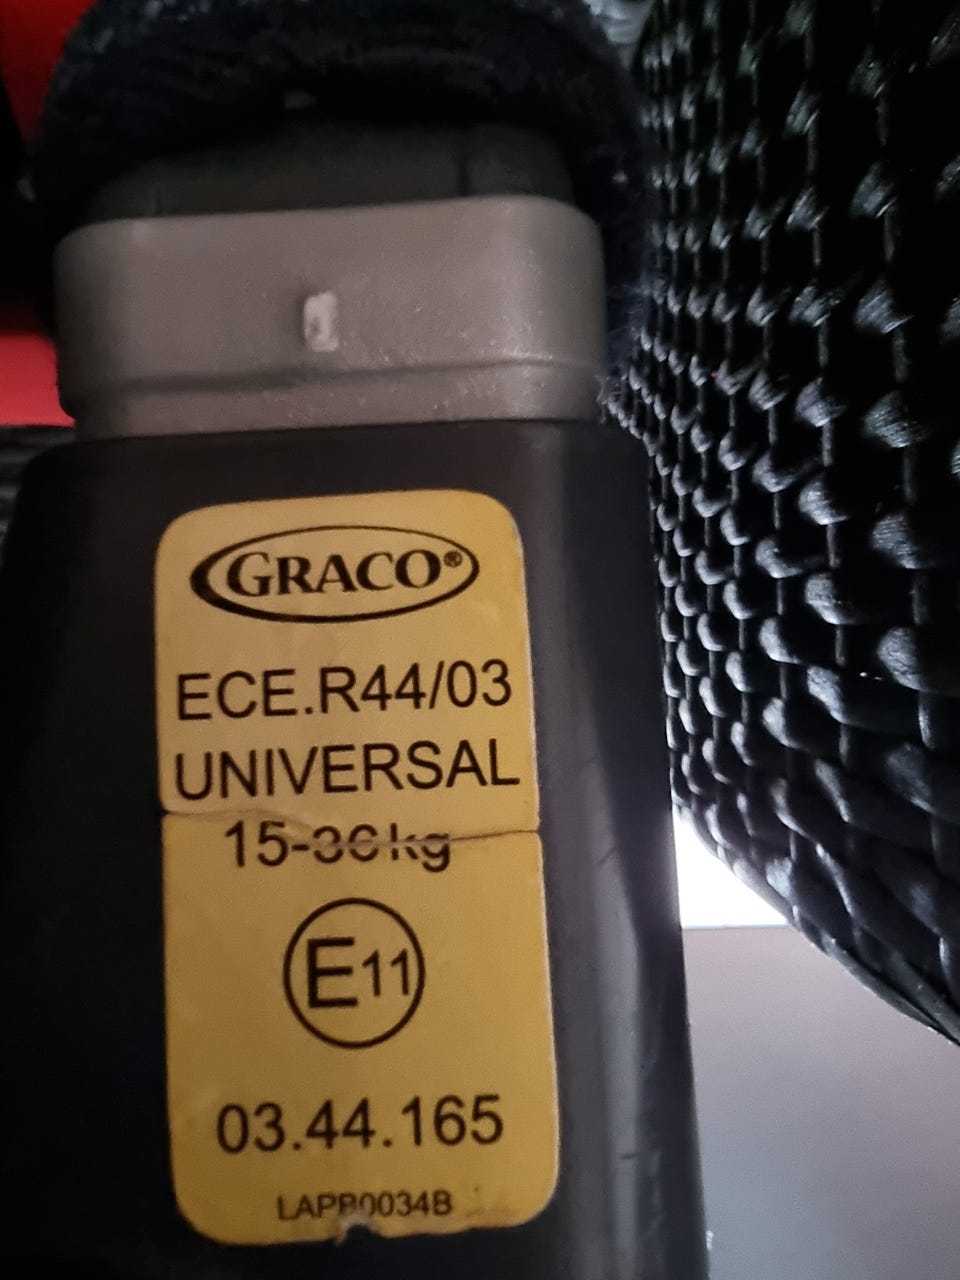 GRACO®
ECE.R44/03
UNIVERSAL
15-36kg
E11
03.44.165
LAPB0034B